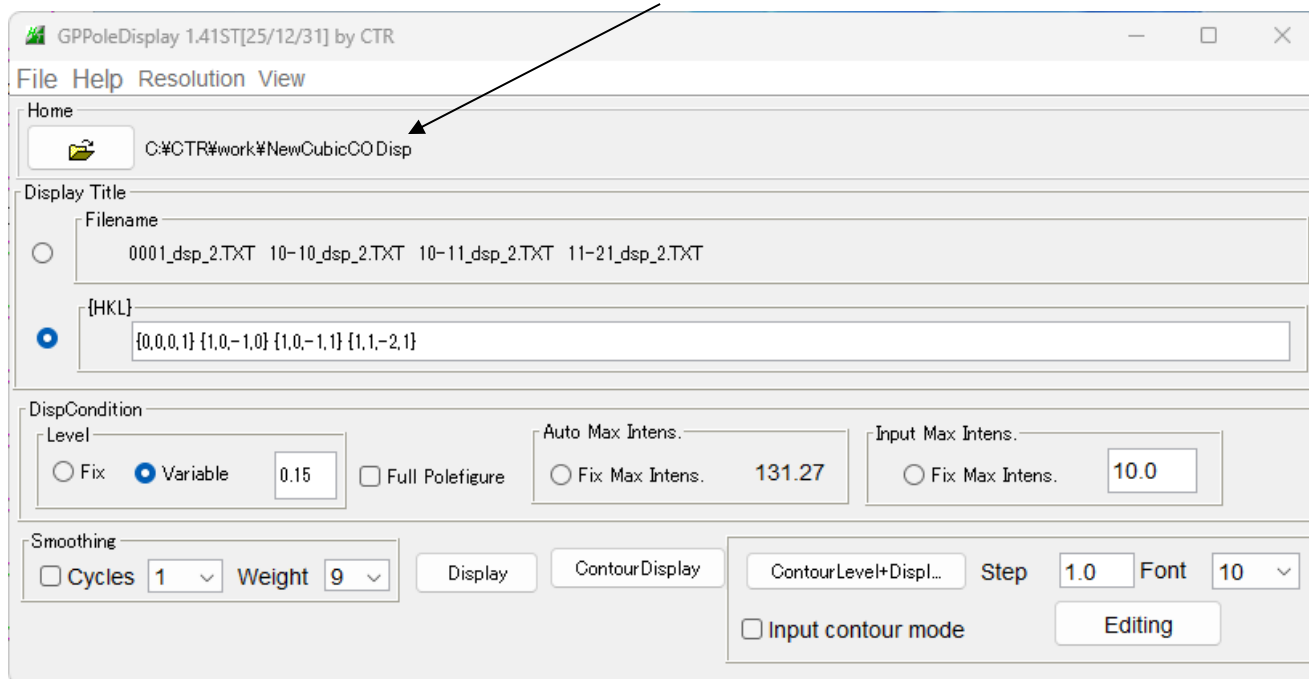 GPPoleDisplay 1.41ST[25/12/31] by CTR
File Help Resolution View
Home
C:¥CTR¥work¥NewCubicCODisp
Display Title
Filename
0001_dsp_2.TXT 10-10_dsp_2.TXT 10-11_dsp_2.TXT 11-21_dsp_2.TXT
{HKL}
{0,0,0,1} {1,0,-1,0} {1,0,-1,1} {1,1,-2,1}
DispCondition
Level
Fix Variable 0.15
Full Polefigure
Auto Max Intens.
Fix Max Intens. 131.27
Input Max Intens.
Fix Max Intens. 10.0
Smoothing
Cycles 1 Weight 9
Display
ContourDisplay
ContourLevel+Displ... Step 1.0 Font 10
Input contour mode
Editing